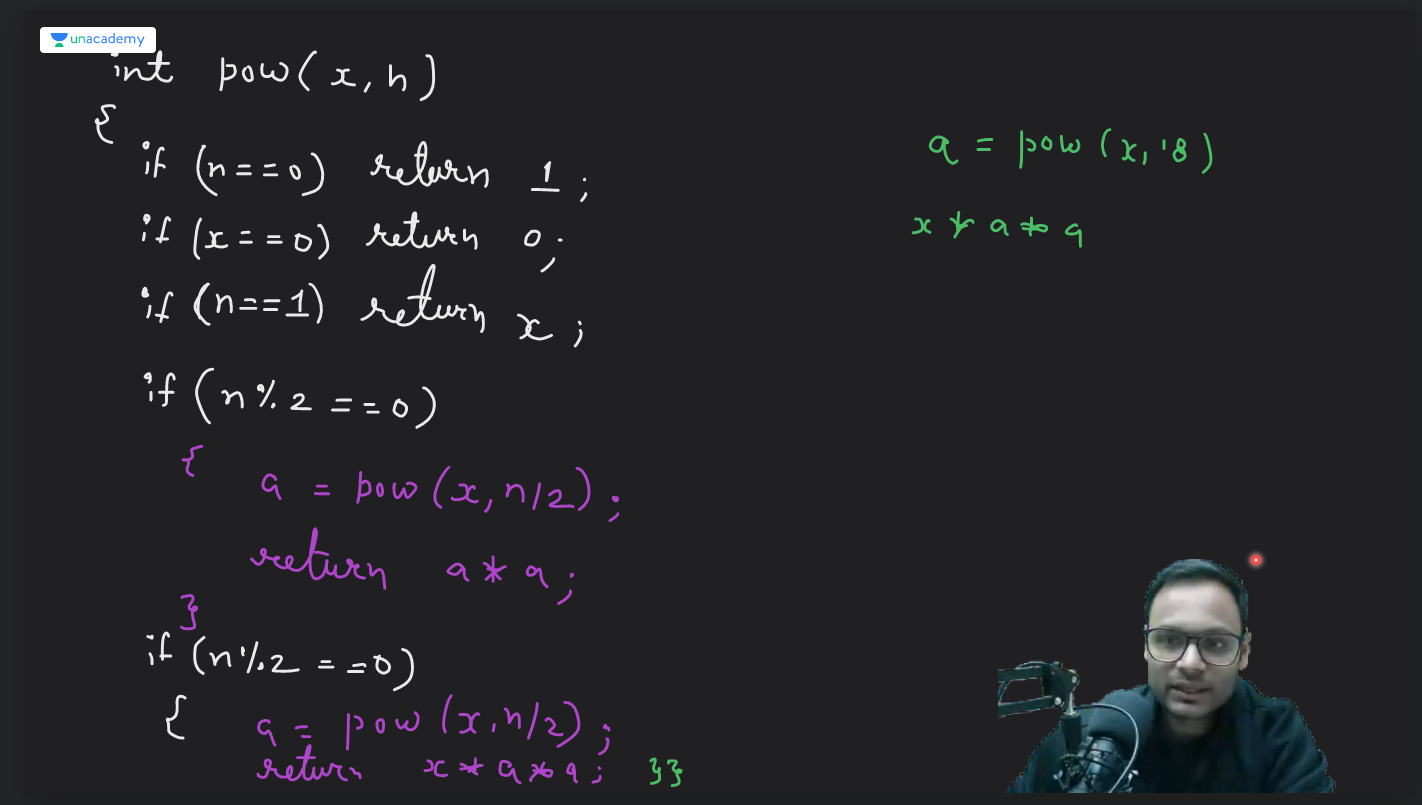 unacademy
int pow(x, n)
{
if (n==0) return 1;
if (x==0) return 0;
if (n==1) return x;
if (n%2==0)
{ a = pow(x, n/2);
return a*a;
}
if (n%2==0)
{ a = pow(x, n/2);
return x*a*a; }}
a = pow(x, 18)
x*a*a